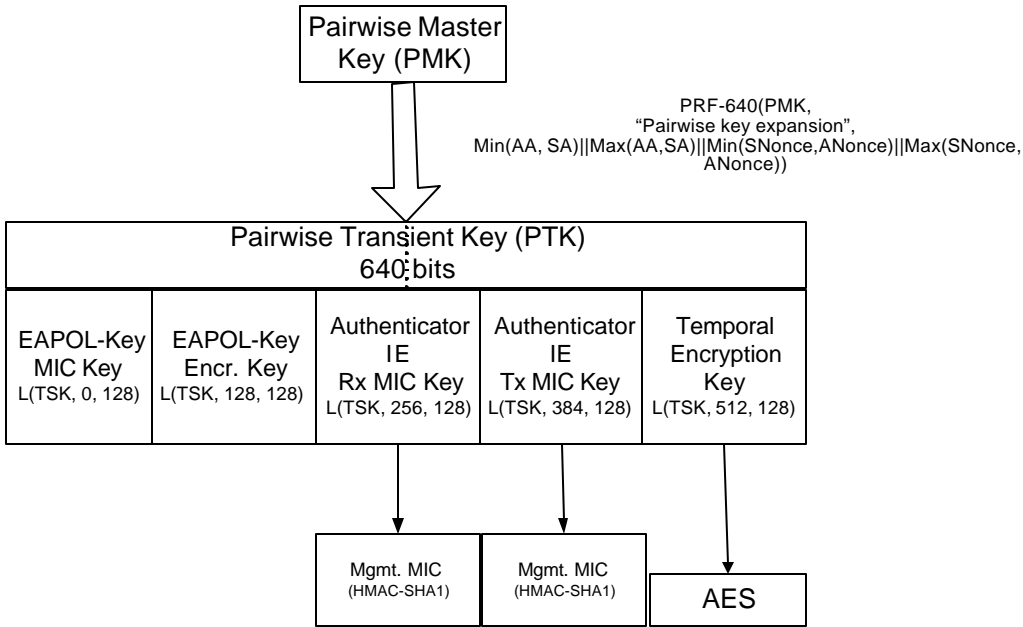 Pairwise Master
Key (PMK)
PRF-640(PMK,
“Pairwise key expansion”,
Min(AA, SA)||Max(AA,SA)||Min(SNonce,ANonce)||Max(SNonce,
ANonce))
Pairwise Transient Key (PTK)
640 bits
EAPOL-Key
MIC Key
L(TSK, 0, 128)
EAPOL-Key
Encr. Key
L(TSK, 128, 128)
Authenticator
IE
Rx MIC Key
L(TSK, 256, 128)
Authenticator
IE
Tx MIC Key
L(TSK, 384, 128)
Temporal
Encryption
Key
L(TSK, 512, 128)
Mgmt. MIC
(HMAC-SHA1)
Mgmt. MIC
(HMAC-SHA1)
AES